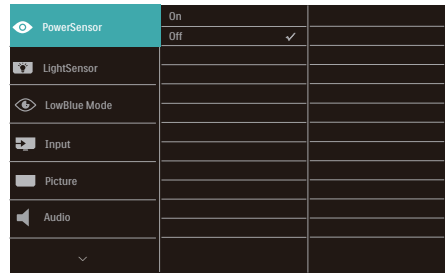 PowerSensor
On
Off
LightSensor
LowBlue Mode
Input
Picture
Audio